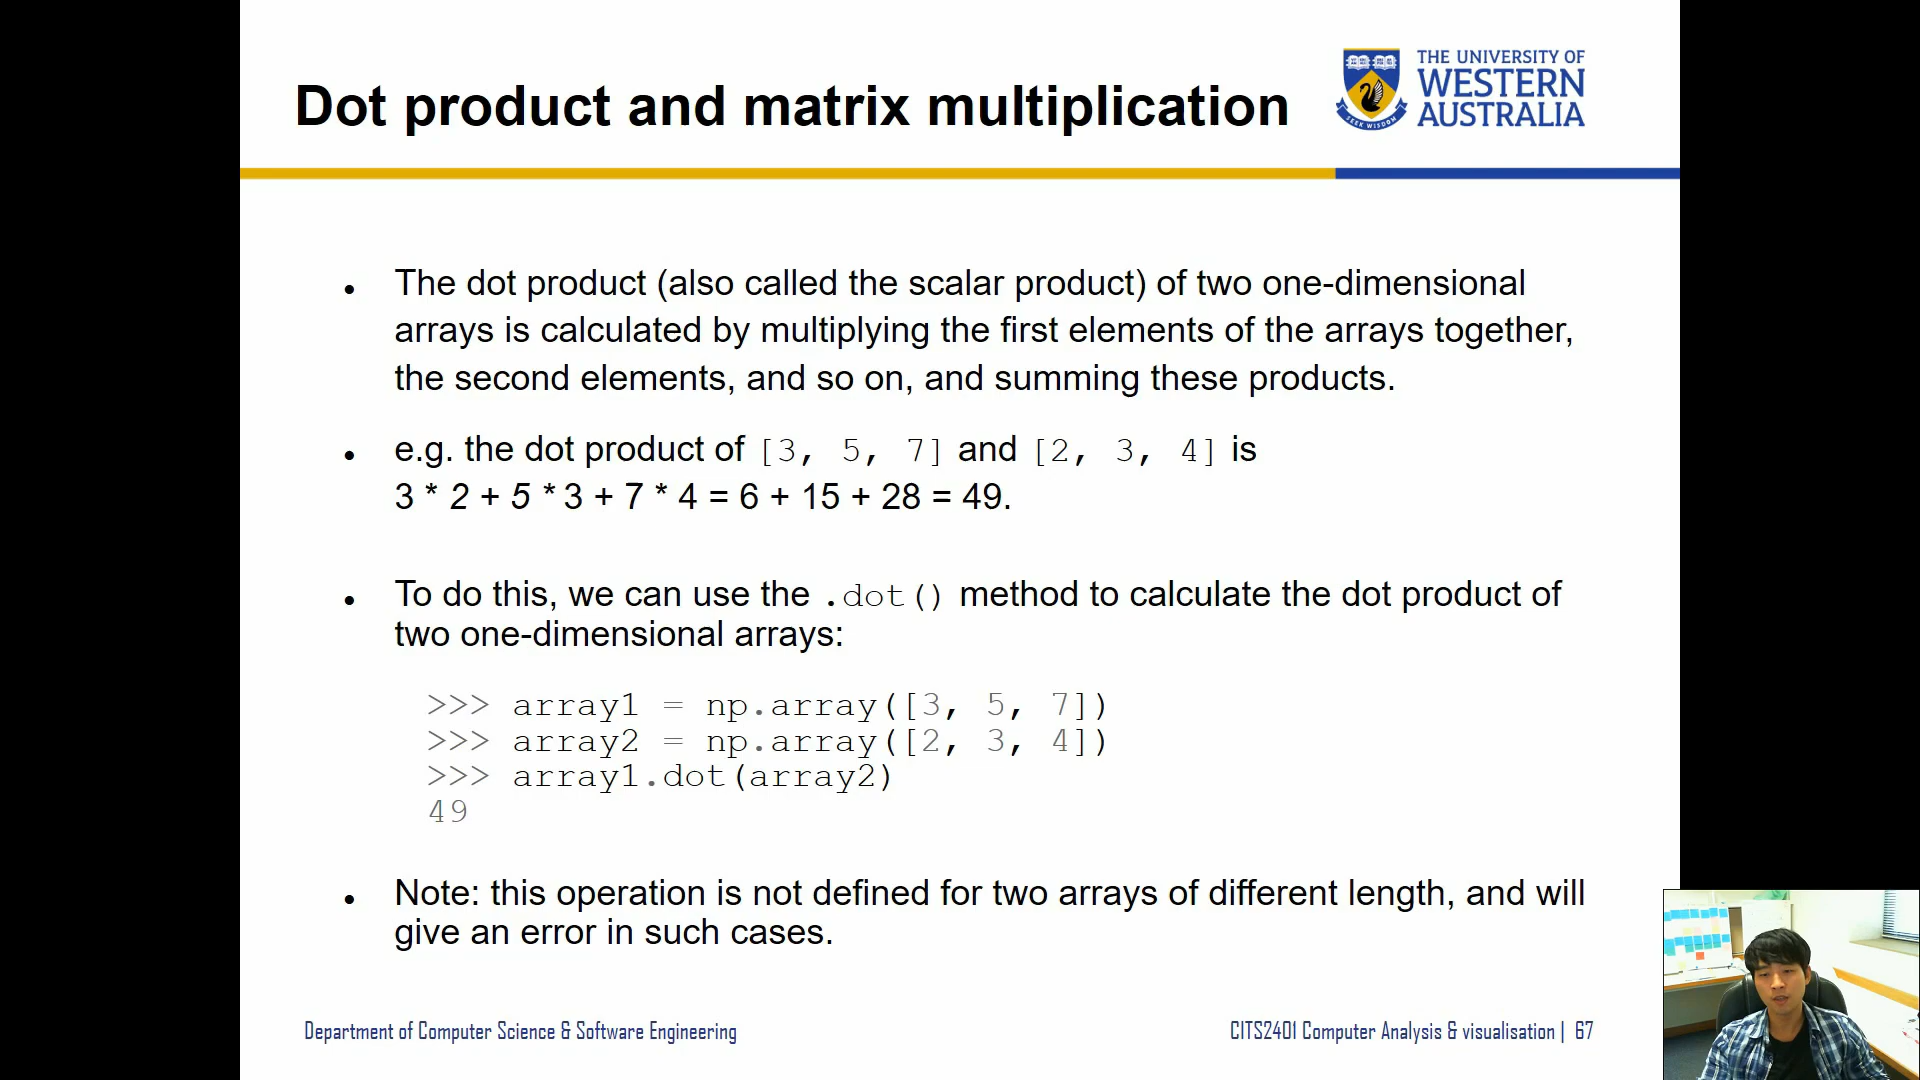 Dot product and matrix multiplication
THE UNIVERSITY OF
WESTERN
AUSTRALIA
SEEK WISDOM
• The dot product (also called the scalar product) of two one-dimensional
arrays is calculated by multiplying the first elements of the arrays together,
the second elements, and so on, and summing these products.
• e.g. the dot product of [3, 5, 7] and [2, 3, 4] is
3 * 2 + 5 * 3 + 7 * 4 = 6 + 15 + 28 = 49.
• To do this, we can use the .dot() method to calculate the dot product of
two one-dimensional arrays:
>>> array1 = np.array([3, 5, 7])
>>> array2 = np.array([2, 3, 4])
>>> array1.dot(array2)
49
• Note: this operation is not defined for two arrays of different length, and will
give an error in such cases.
Department of Computer Science & Software Engineering
CITS2401 Computer Analysis & visualisation | 67